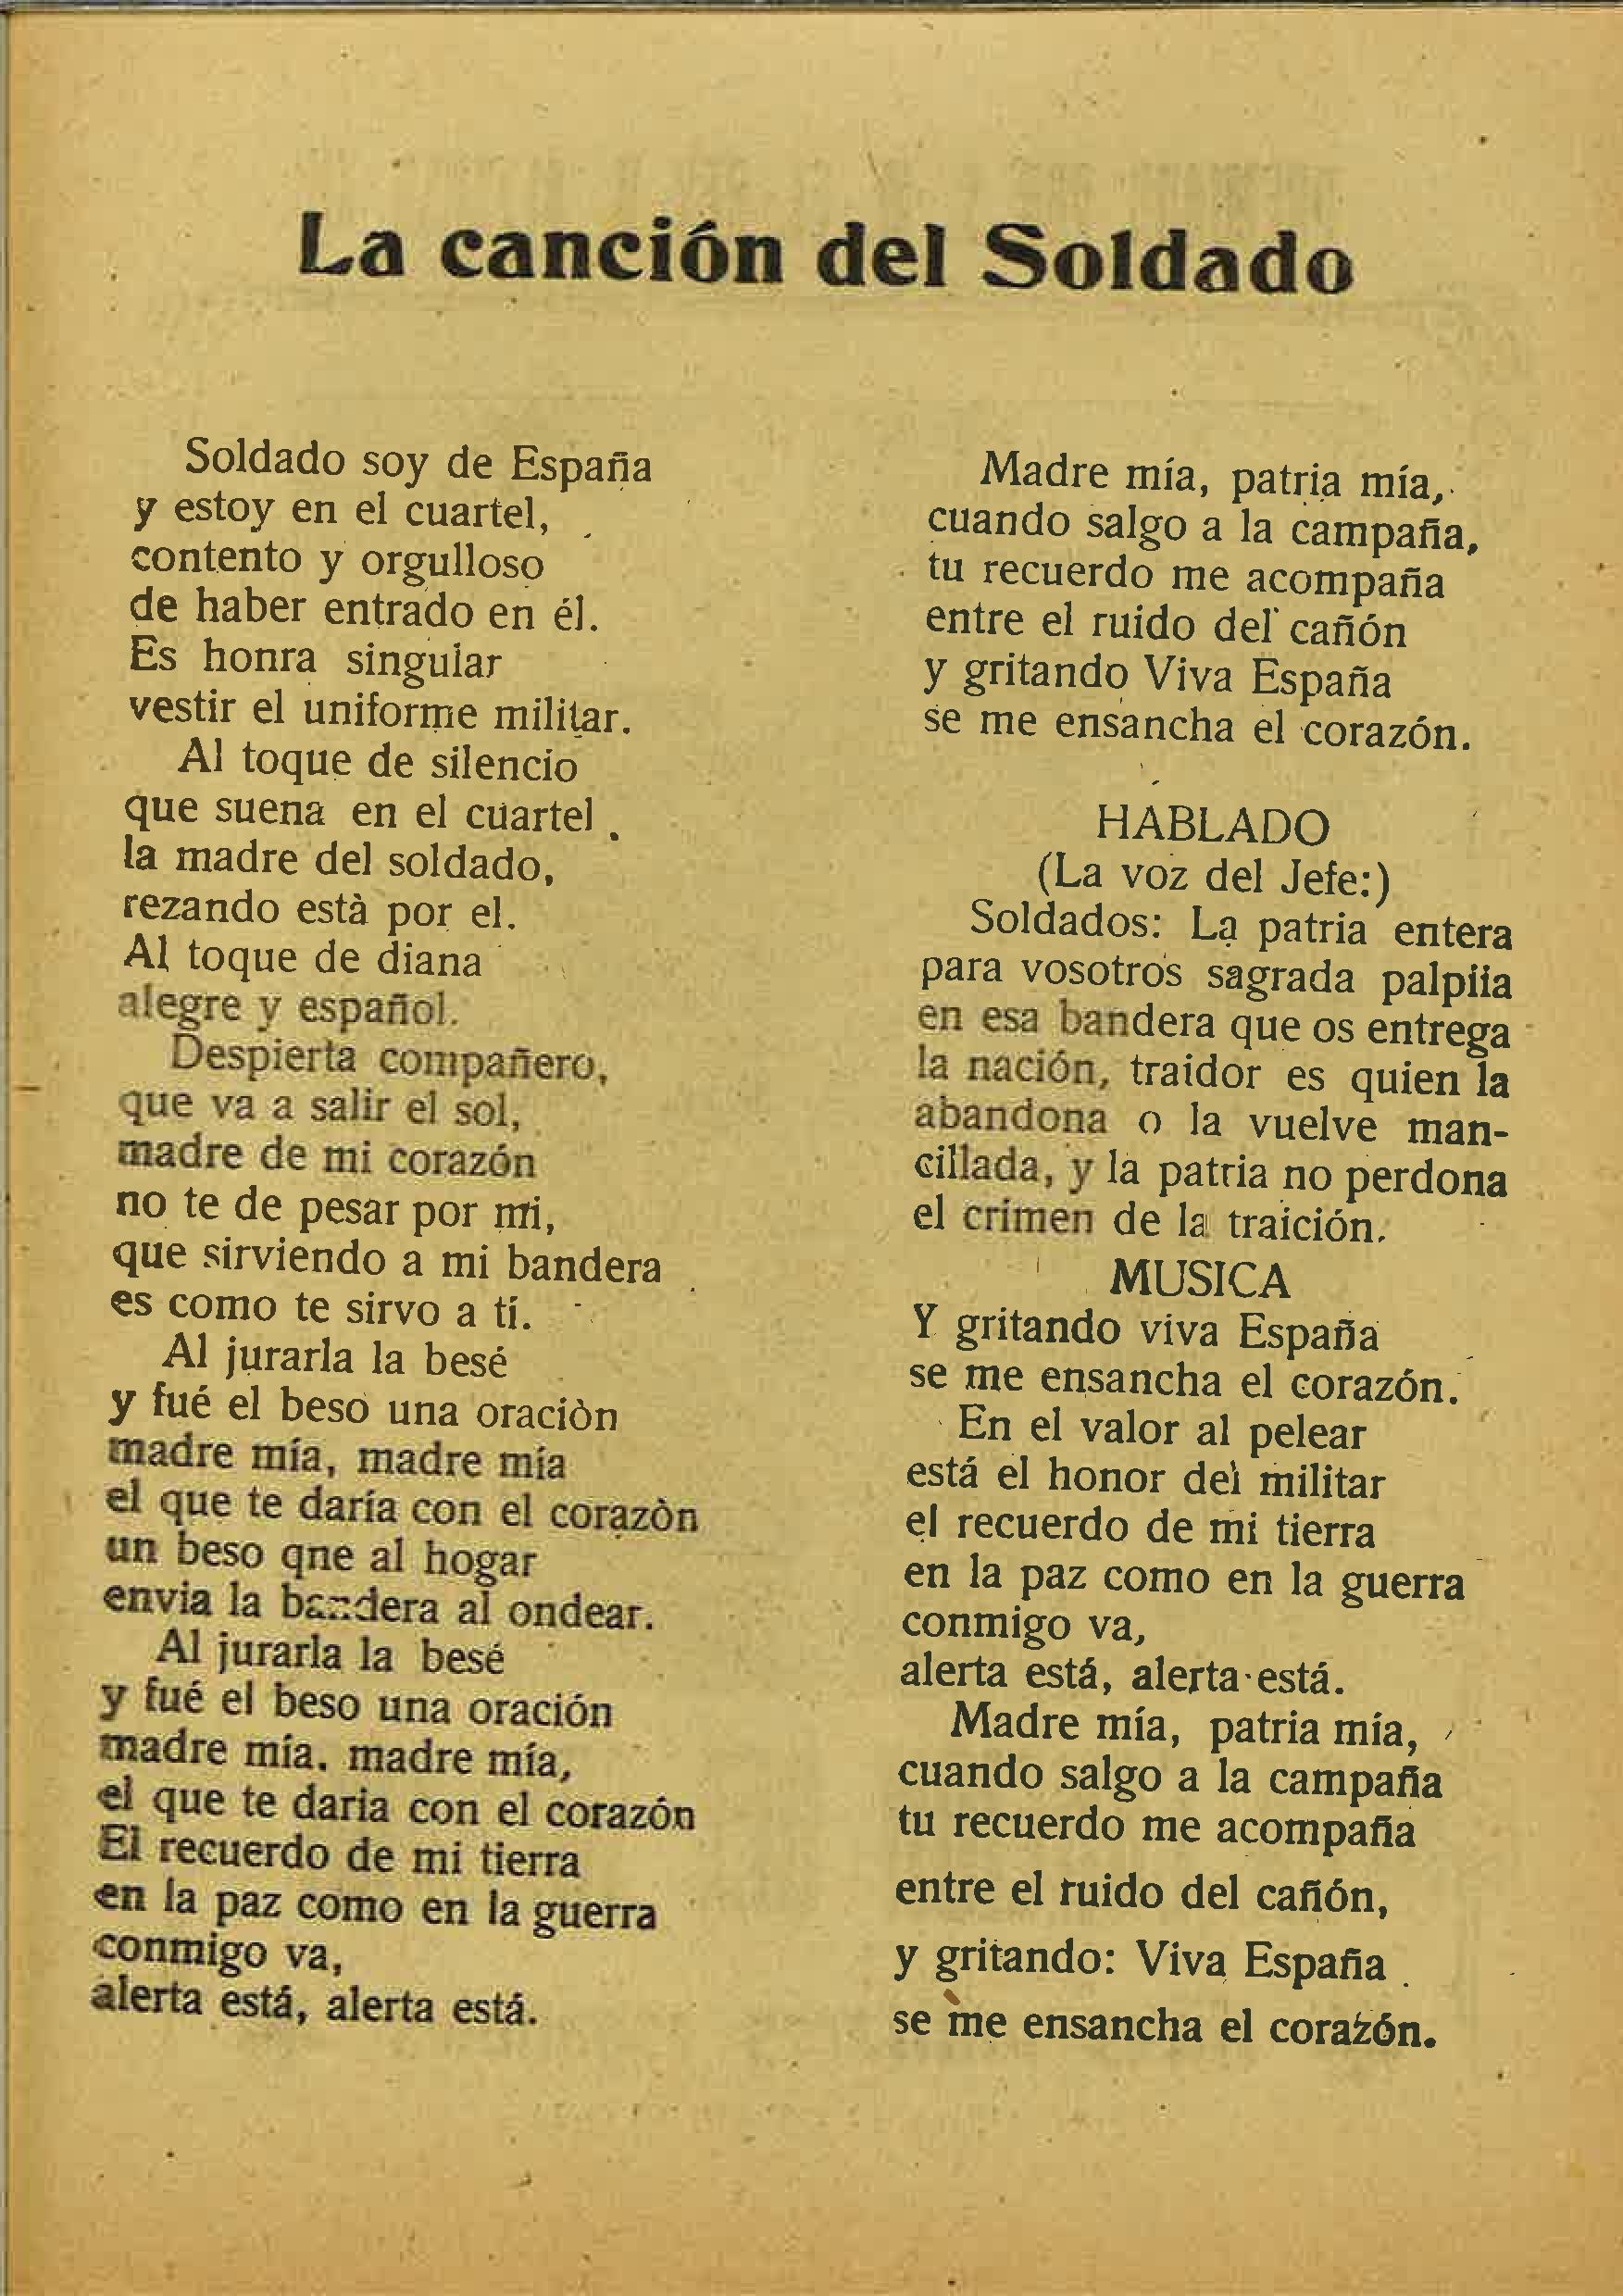 La canción del Soldado
Soldado soy de España
y estoy en el cuartel,
contento y orgulloso
de haber entrado en él.
Es honra singular
vestir el uniforme militar.
Al toque de silencio
que suena en el cuartel
la madre del soldado,
rezando està por el.
Al toque de diana
alegre y español.
Despierta compañero,
que va a salir el sol,
madre de mi corazón
no te de pesar por mi,
que sirviendo a mi bandera
es como te sirvo a tí.
Al jurarla la besé
y fué el beso una oraciòn
madre mía, madre mía
el que te daría con el corazòn
un beso qne al hogar
envia la bandera al ondear.
Al jurarla la besé
y fué el beso una oración
madre mía. madre mía,
el que te daria con el corazón
El recuerdo de mi tierra
en la paz como en la guerra
conmigo va,
alerta está, alerta está.
Madre mía, patria mía,
cuando salgo a la campaña,
tu recuerdo me acompaña
entre el ruido del cañón
y gritando Viva España
se me ensancha el corazón.
HABLADO
(La voz del Jefe:)
Soldados: La patria entera
para vosotros sagrada palpiia
en esa bandera que os entrega
la nación, traidor es quien la
abandona o la vuelve man-
cillada, y la patria no perdona
el crimen de la traición.
MUSICA
Y gritando viva España
se me ensancha el corazón.
En el valor al pelear
está el honor del militar
el recuerdo de mi tierra
en la paz como en la guerra
conmigo va,
alerta está, alerta está.
Madre mía, patria mía,
cuando salgo a la campaña
tu recuerdo me acompaña
entre el ruido del cañón,
y gritando: Viva España
se me ensancha el corazón.